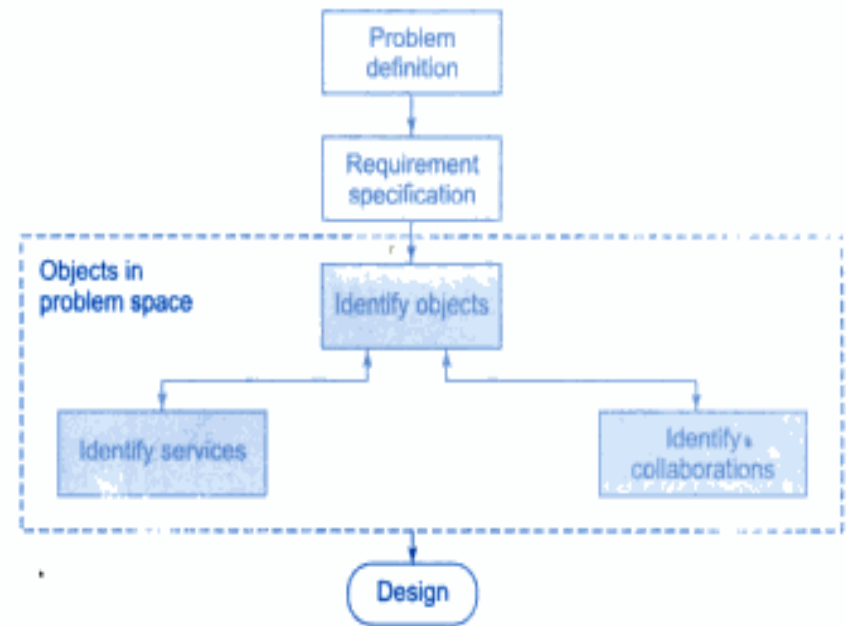 Problem
definition
Requirement
specification
Objects in
problem space
Identify objects
Identify services
Identify
collaborations
Design